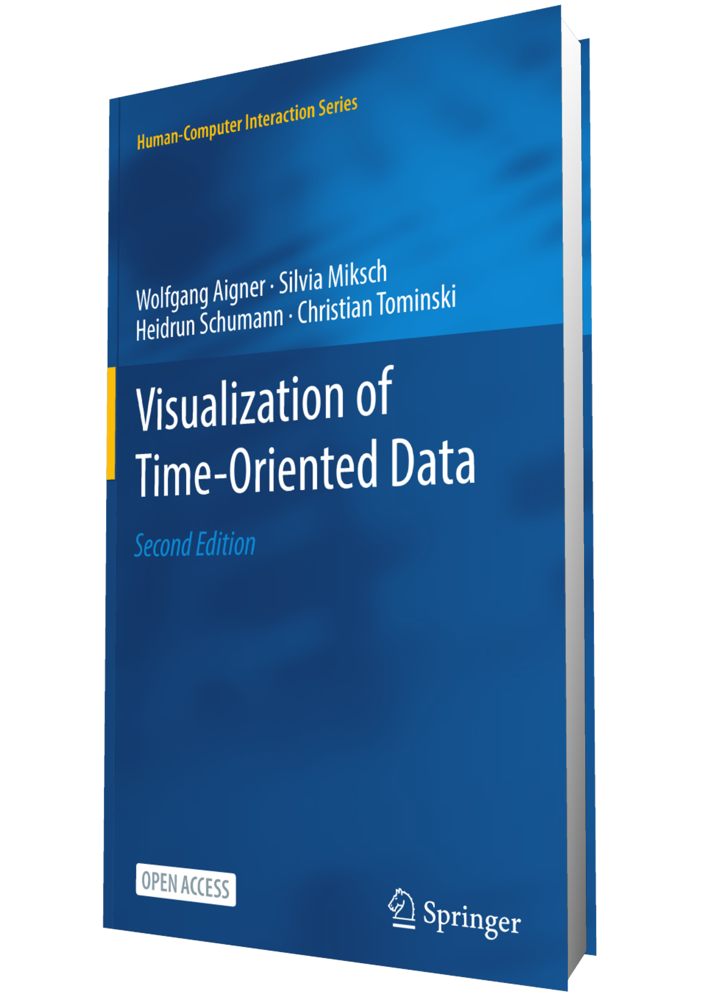 Human-Computer Interaction Series
Wolfgang Aigner · Silvia Miksch
Heidrun Schumann · Christian Tominski
Visualization of
Time-Oriented Data
Second Edition
OPEN ACCESS
Springer